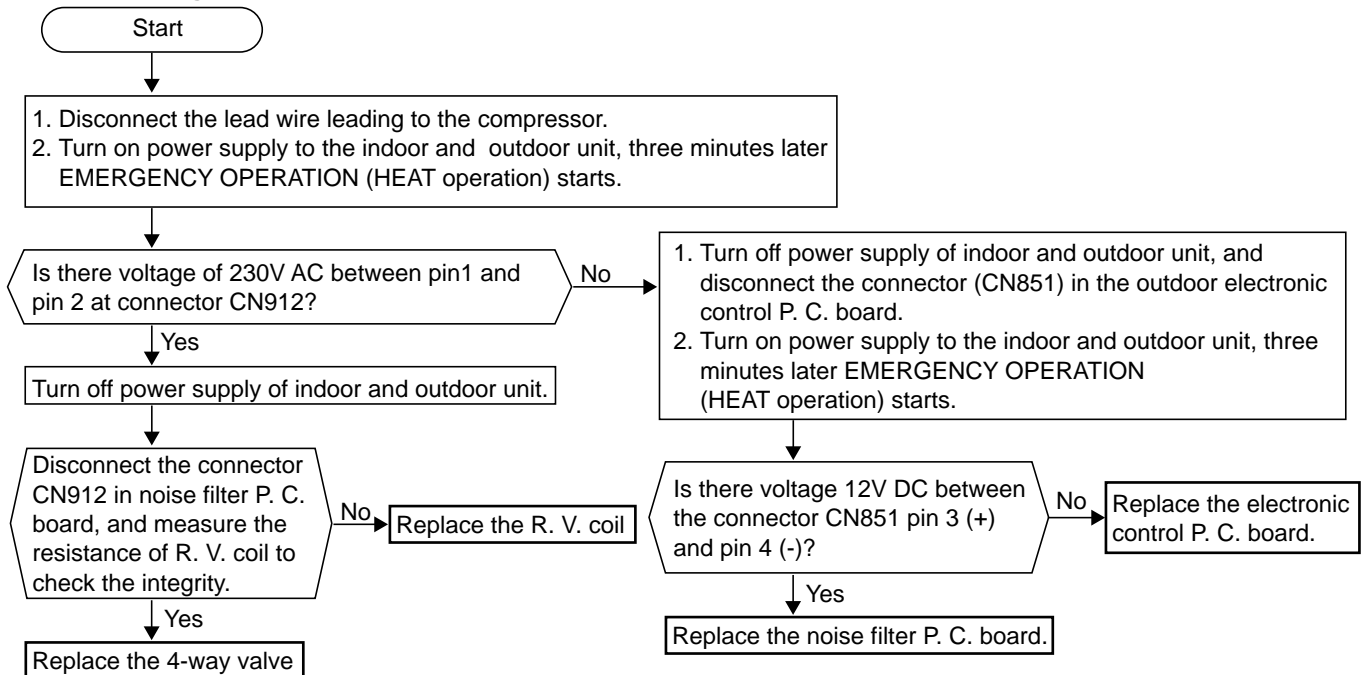 Start
1. Disconnect the lead wire leading to the compressor.
2. Turn on power supply to the indoor and outdoor unit, three minutes later
EMERGENCY OPERATION (HEAT operation) starts.
Is there voltage of 230V AC between pin1 and
pin 2 at connector CN912?
No
1. Turn off power supply of indoor and outdoor unit, and
disconnect the connector (CN851) in the outdoor electronic
control P. C. board.
2. Turn on power supply to the indoor and outdoor unit, three
minutes later EMERGENCY OPERATION
(HEAT operation) starts.
Yes
Turn off power supply of indoor and outdoor unit.
Disconnect the connector
CN912 in noise filter P. C.
board, and measure the
resistance of R. V. coil to
check the integrity.
No
Replace the R. V. coil
Yes
Replace the 4-way valve
Is there voltage 12V DC between
the connector CN851 pin 3 (+)
and pin 4 (-)?
No
Replace the electronic
control P. C. board.
Yes
Replace the noise filter P. C. board.